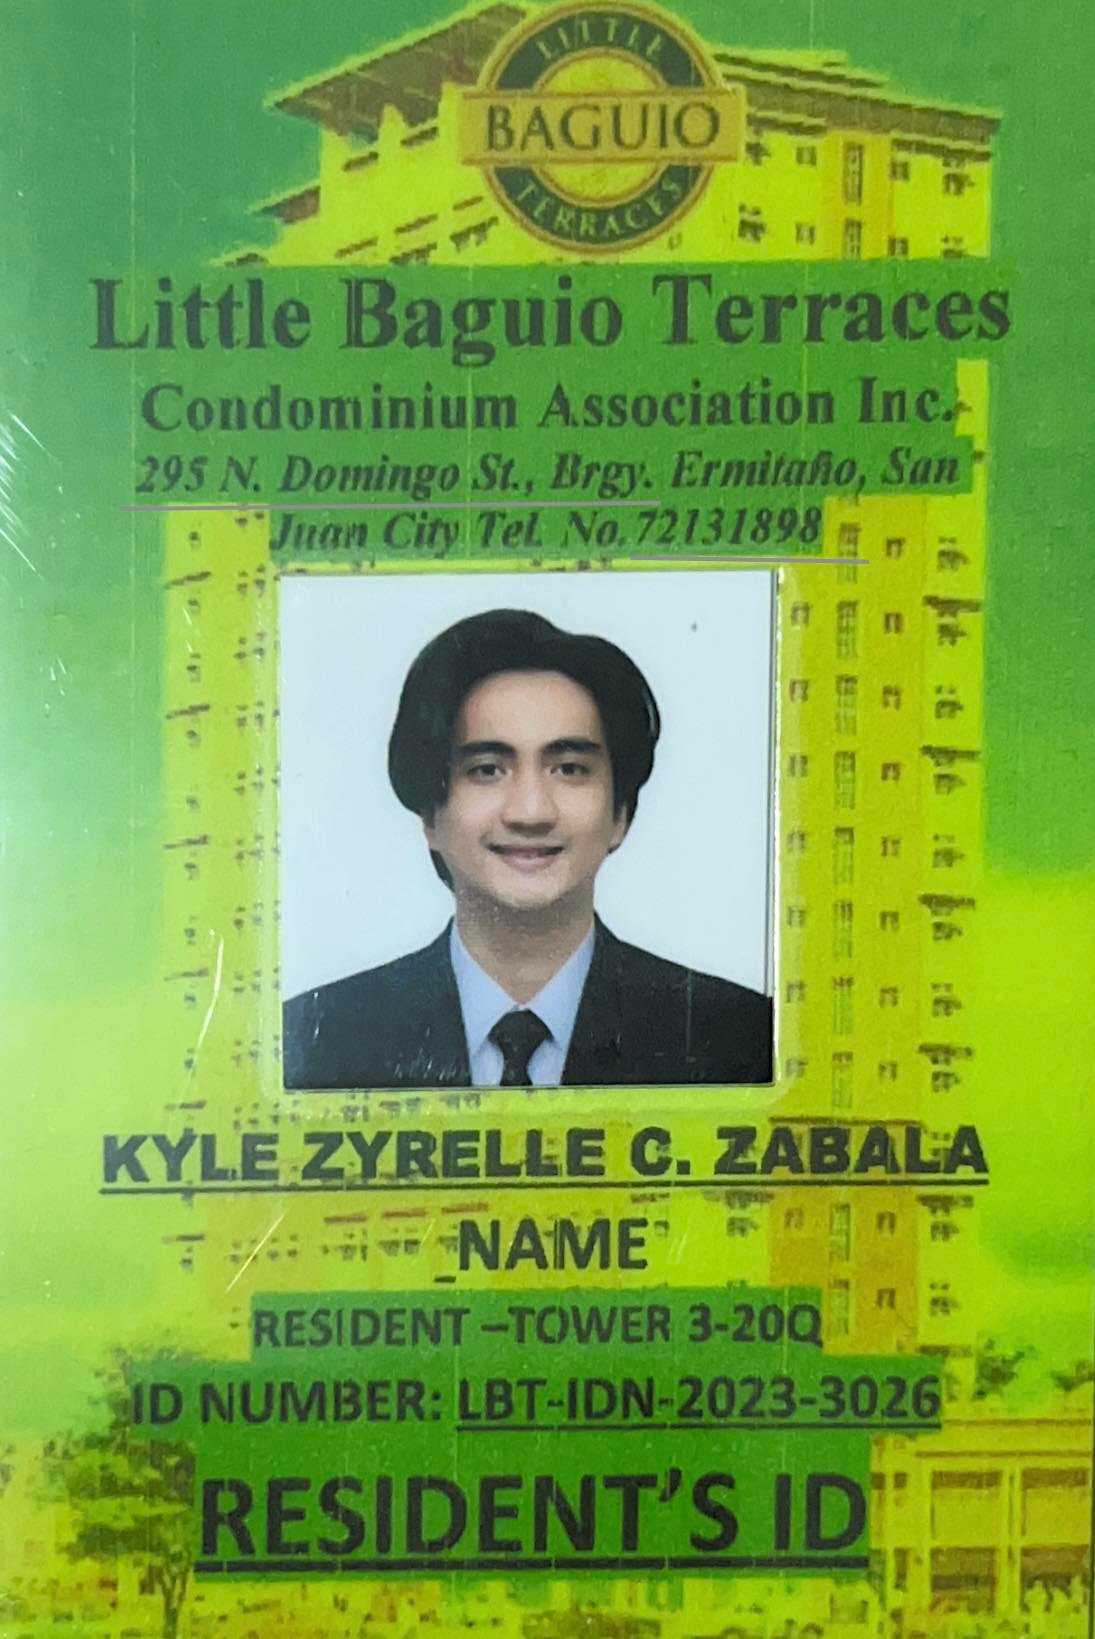 LITTLE
BAGUIO
TERRACES
Little Baguio Terraces
Condominium Association Inc.
295 N. Domingo St., Brgy. Ermitaño, San
Juan City Tel. No.72131898
KYLE ZYRELLE C. ZABALA
NAME
RESIDENT –TOWER 3-20Q
ID NUMBER: LBT-IDN-2023-3026
RESIDENT’S ID